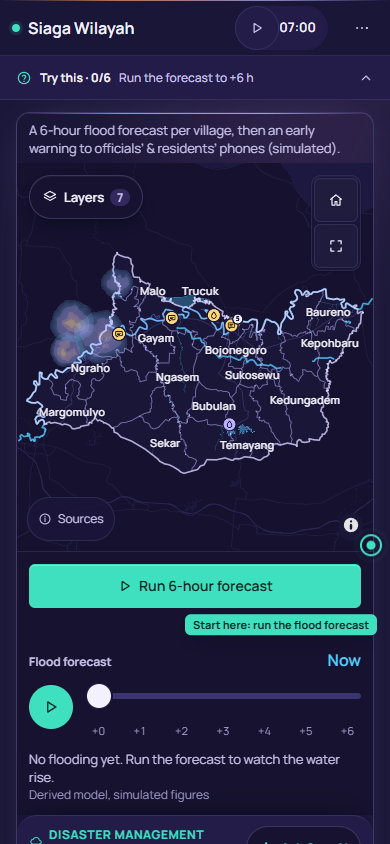 Siaga Wilayah
07:00
Try this · 0/6 Run the forecast to +6 h
A 6-hour flood forecast per village, then an early
warning to officials' & residents' phones (simulated).
Layers 7
Malo
Trucuk
Baureno
Gayam
Kepohbaru
Bojonegoro
Ngraho
Ngasem
Sukosewu
Margomulyo
Bubulan
Kedungadem
Sekar
Temayang
Sources
Run 6-hour forecast
Start here: run the flood forecast
Flood forecast
Now
+0 +1 +2 +3 +4 +5 +6
No flooding yet. Run the forecast to watch the water
rise.
Derived model, simulated figures
DISASTER MANAGEMENT